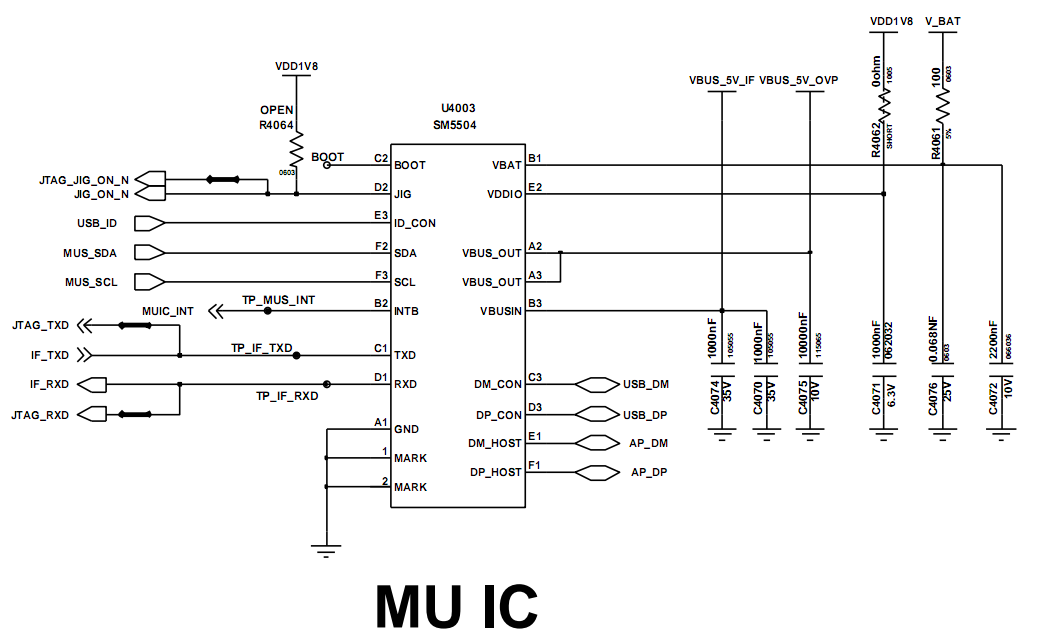 VDD1V8 V_BAT
VDD1V8
VBUS_5V_IF VBUS_5V_OVP
0ohm 1005
R4062 SHORT
100 0603
R4061 5%
OPEN
R4064
0603
U4003
SM5504
BOOT C2 BOOT
JTAG_JIG_ON_N
JIG_ON_N D2 JIG
USB_ID E3 ID_CON
MUS_SDA F2 SDA
MUS_SCL F3 SCL
MUIC_INT TP_MUS_INT B2 INTB
JTAG_TXD
IF_TXD TP_IF_TXD C1 TXD
IF_RXD TP_IF_RXD D1 RXD
JTAG_RXD
A1 GND
1 MARK
2 MARK
VBAT B1
VDDIO E2
VBUS_OUT A2
VBUS_OUT A3
VBUSIN B3
DM_CON C3 USB_DM
DP_CON D3 USB_DP
DM_HOST E1 AP_DM
DP_HOST F1 AP_DP
1000nF 105055
C4074 35V
1000nF 105055
C4070 35V
10000nF 115065
C4075 10V
1000nF 062032
C4071 6.3V
0.068NF 0603
C4076 25V
2200nF 066036
C4072 10V
MU IC